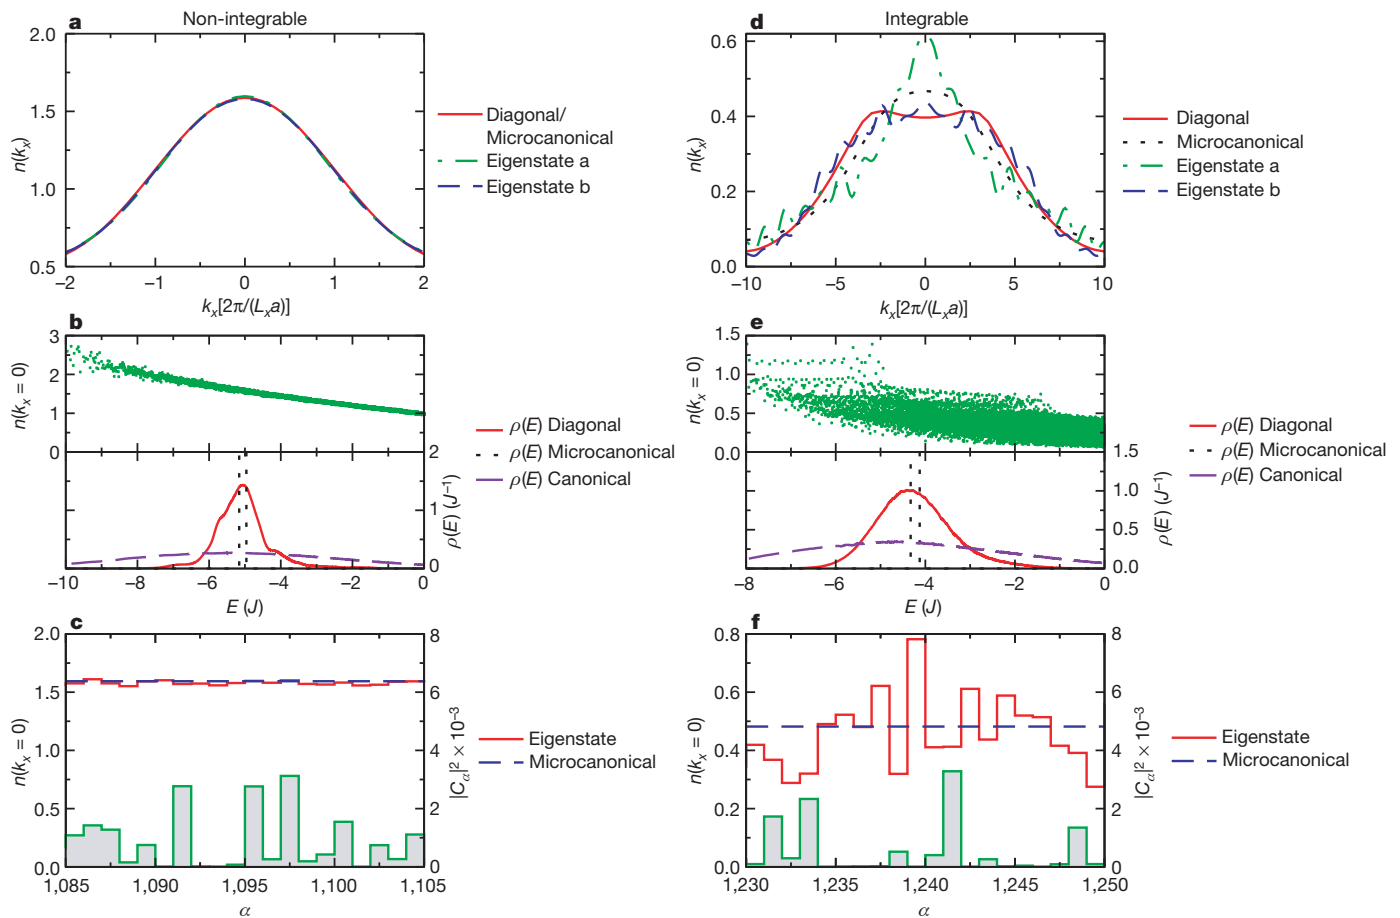 a
Non-integrable
2.0
1.5
1.0
0.5
n(kx)
−2
−1
0
1
2
kx[2π/(Lxa)]
Diagonal/
Microcanonical
Eigenstate a
Eigenstate b
b
3
2
1
0
n(kx = 0)
2
1
0
ρ(E) (J−1)
−10
−8
−6
−4
−2
0
E (J)
ρ(E) Diagonal
ρ(E) Microcanonical
ρ(E) Canonical
c
2.0
1.5
1.0
0.5
0.0
n(kx = 0)
8
6
4
2
0
|Cα|2 × 10−3
1,085
1,090
1,095
1,100
1,105
α
Eigenstate
Microcanonical
d
Integrable
0.6
0.4
0.2
0.0
n(kx)
−10
−5
0
5
10
kx[2π/(Lxa)]
Diagonal
Microcanonical
Eigenstate a
Eigenstate b
e
1.5
1.0
0.5
0.0
n(kx = 0)
1.5
1.0
0.5
0.0
ρ(E) (J−1)
−8
−6
−4
−2
0
E (J)
ρ(E) Diagonal
ρ(E) Microcanonical
ρ(E) Canonical
f
0.8
0.6
0.4
0.2
0.0
n(kx = 0)
8
6
4
2
0
|Cα|2 × 10−3
1,230
1,235
1,240
1,245
1,250
α
Eigenstate
Microcanonical